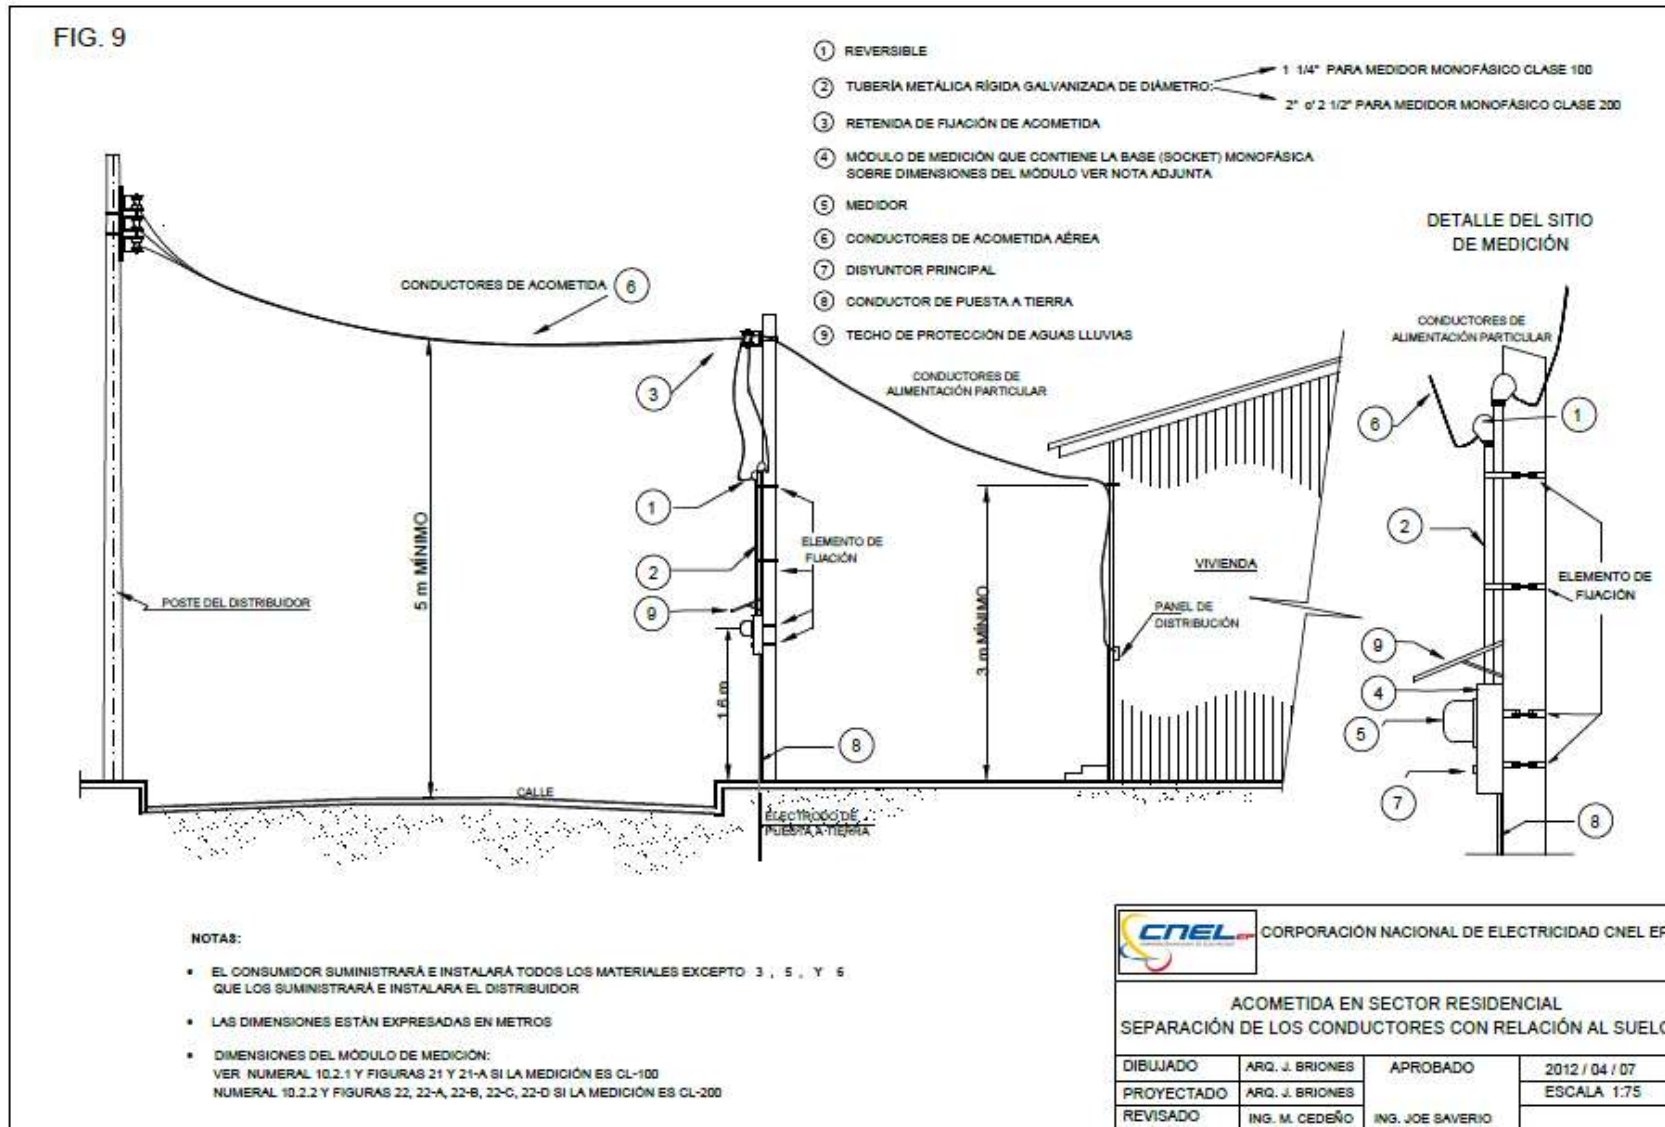 FIG. 9
1 REVERSIBLE
2 TUBERÍA METÁLICA RÍGIDA GALVANIZADA DE DIÁMETRO:
1 1/4" PARA MEDIDOR MONOFÁSICO CLASE 100
2" o' 2 1/2" PARA MEDIDOR MONOFÁSICO CLASE 200
3 RETENIDA DE FIJACIÓN DE ACOMETIDA
4 MÓDULO DE MEDICIÓN QUE CONTIENE LA BASE (SOCKET) MONOFÁSICA
SOBRE DIMENSIONES DEL MÓDULO VER NOTA ADJUNTA
5 MEDIDOR
6 CONDUCTORES DE ACOMETIDA AÉREA
7 DISYUNTOR PRINCIPAL
8 CONDUCTOR DE PUESTA A TIERRA
9 TECHO DE PROTECCIÓN DE AGUAS LLUVIAS
CONDUCTORES DE ACOMETIDA 6
3
CONDUCTORES DE
ALIMENTACIÓN PARTICULAR
1
2
9
8
5 m MÍNIMO
1.6 m
3 m MÍNIMO
ELEMENTO DE
FIJACIÓN
POSTE DEL DISTRIBUIDOR
VIVIENDA
PANEL DE
DISTRIBUCIÓN
CALLE
ELECTRODO DE
PUESTA A TIERRA
DETALLE DEL SITIO
DE MEDICIÓN
CONDUCTORES DE
ALIMENTACIÓN PARTICULAR
6
1
2
ELEMENTO DE
FIJACIÓN
9
4
5
7
8
NOTAS:
• EL CONSUMIDOR SUMINISTRARÁ E INSTALARÁ TODOS LOS MATERIALES EXCEPTO 3 , 5 , Y 6
QUE LOS SUMINISTRARÁ E INSTALARA EL DISTRIBUIDOR
• LAS DIMENSIONES ESTÁN EXPRESADAS EN METROS
• DIMENSIONES DEL MÓDULO DE MEDICIÓN:
VER NUMERAL 10.2.1 Y FIGURAS 21 Y 21-A SI LA MEDICIÓN ES CL-100
NUMERAL 10.2.2 Y FIGURAS 22, 22-A, 22-B, 22-C, 22-D SI LA MEDICIÓN ES CL-200
CNEL EP
CORPORACIÓN NACIONAL DE ELECTRICIDAD CNEL EP
ACOMETIDA EN SECTOR RESIDENCIAL
SEPARACIÓN DE LOS CONDUCTORES CON RELACIÓN AL SUELO
DIBUJADO ARQ. J. BRIONES APROBADO 2012 / 04 / 07
PROYECTADO ARQ. J. BRIONES ESCALA 1:75
REVISADO ING. M. CEDEÑO ING. JOE SAVERIO